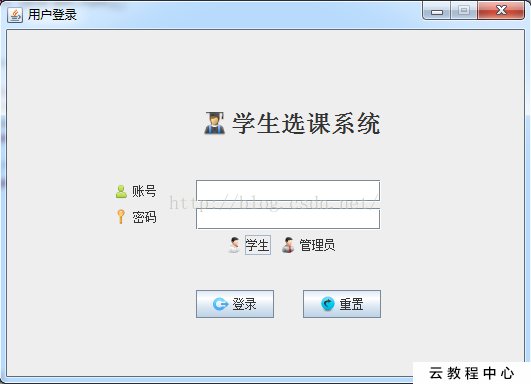 用户登录
学生选课系统
账号
http://blog.csdn.net/
密码
学生 管理员
登录 重置
云教程中心